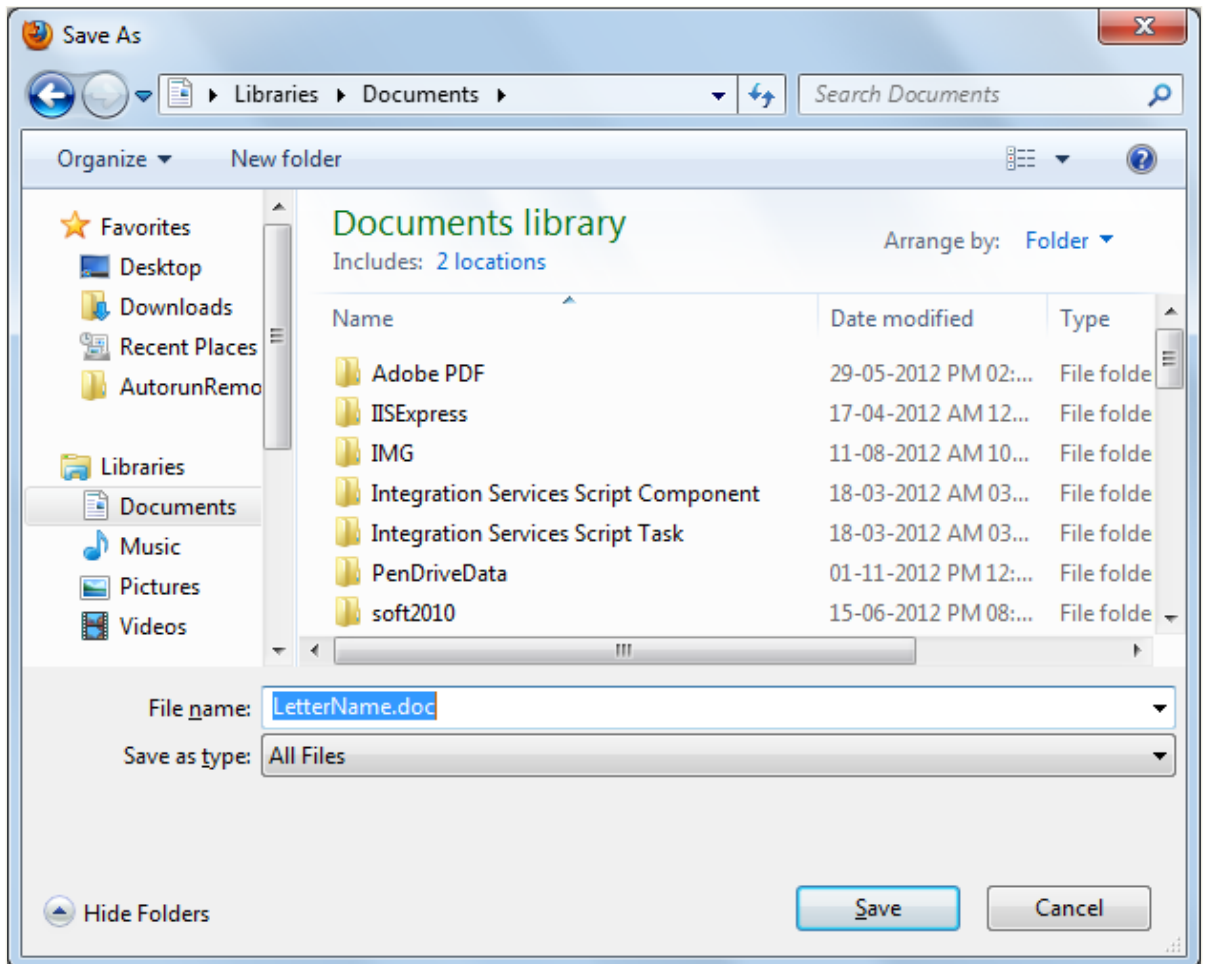 Save As
Libraries Documents
Search Documents
Organize New folder
Favorites
Desktop
Downloads
Recent Places
AutorunRemo
Libraries
Documents
Music
Pictures
Videos
Documents library
Includes: 2 locations
Arrange by: Folder
Name Date modified Type
Adobe PDF 29-05-2012 PM 02:... File folde
IISExpress 17-04-2012 AM 12... File folde
IMG 11-08-2012 AM 10... File folde
Integration Services Script Component 18-03-2012 AM 03... File folde
Integration Services Script Task 18-03-2012 AM 03... File folde
PenDriveData 01-11-2012 PM 12:... File folde
soft2010 15-06-2012 PM 08:... File folde
File name: LetterName.doc
Save as type: All Files
Hide Folders
Save Cancel